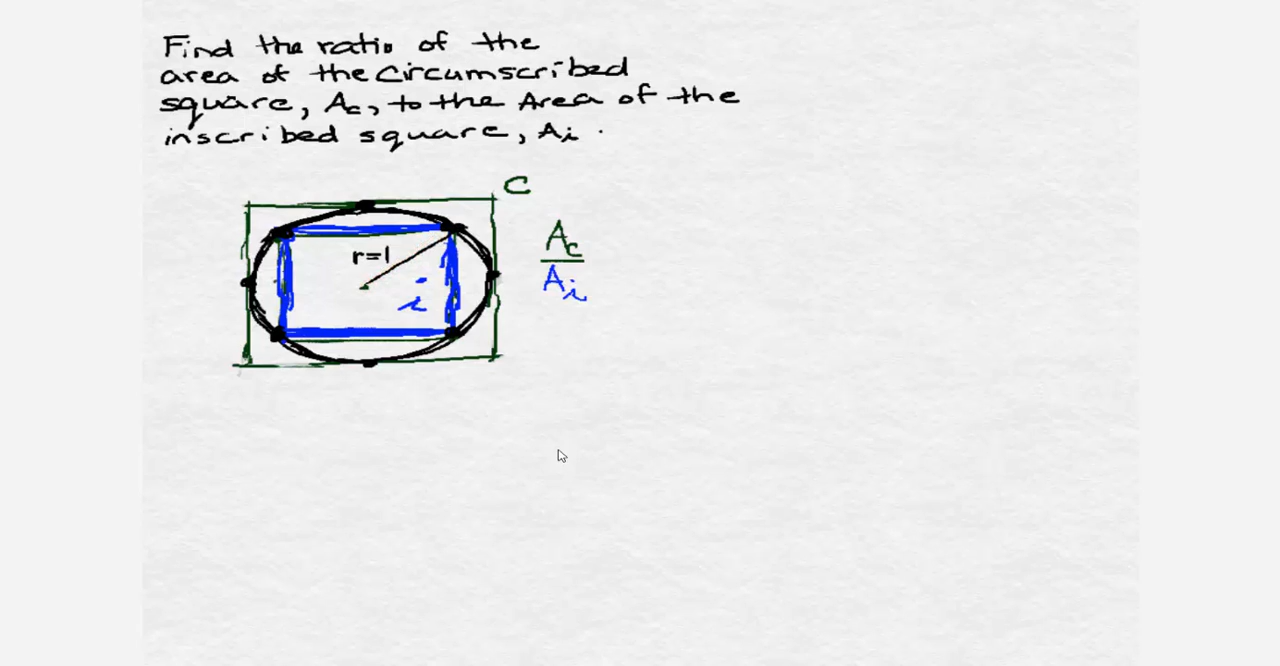 Find the ratio of the
area of the circumscribed
square, Ac, to the Area of the
inscribed square, Ai.
C
r=1
i
Ac
Ai